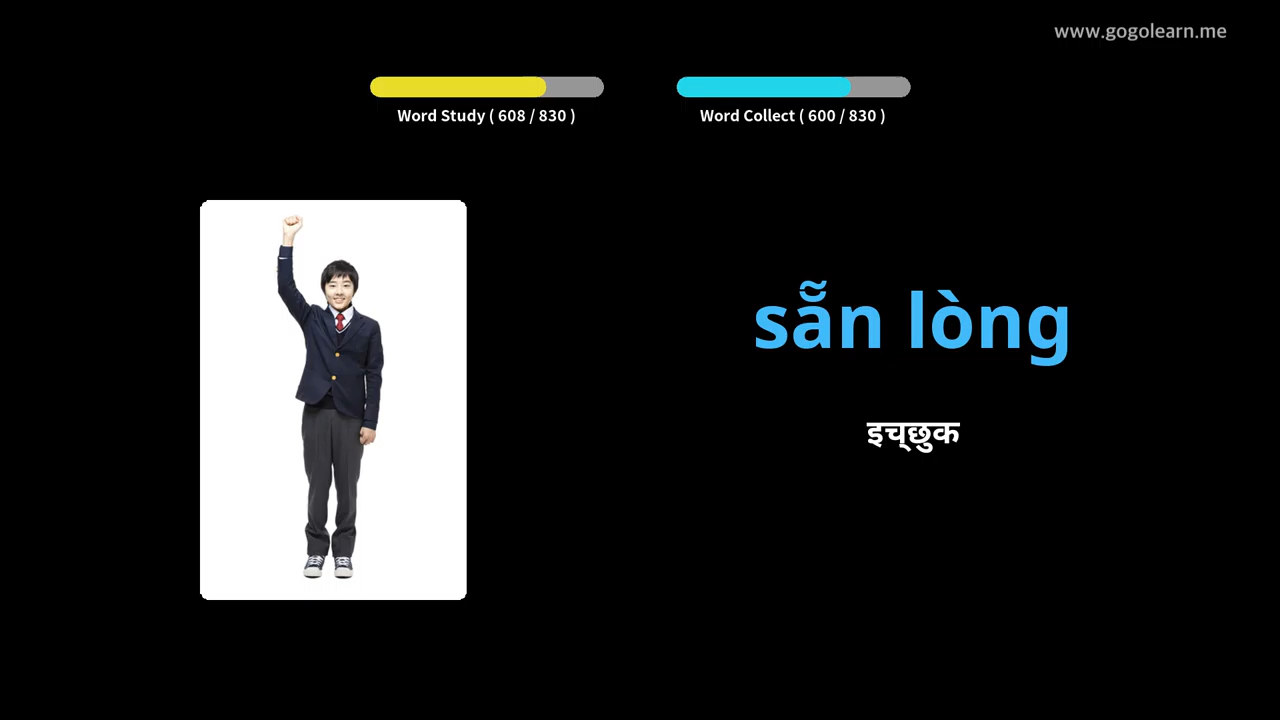 www.gogolearn.me
Word Study ( 608 / 830 )
Word Collect ( 600 / 830 )
sẵn lòng
इच्छुक